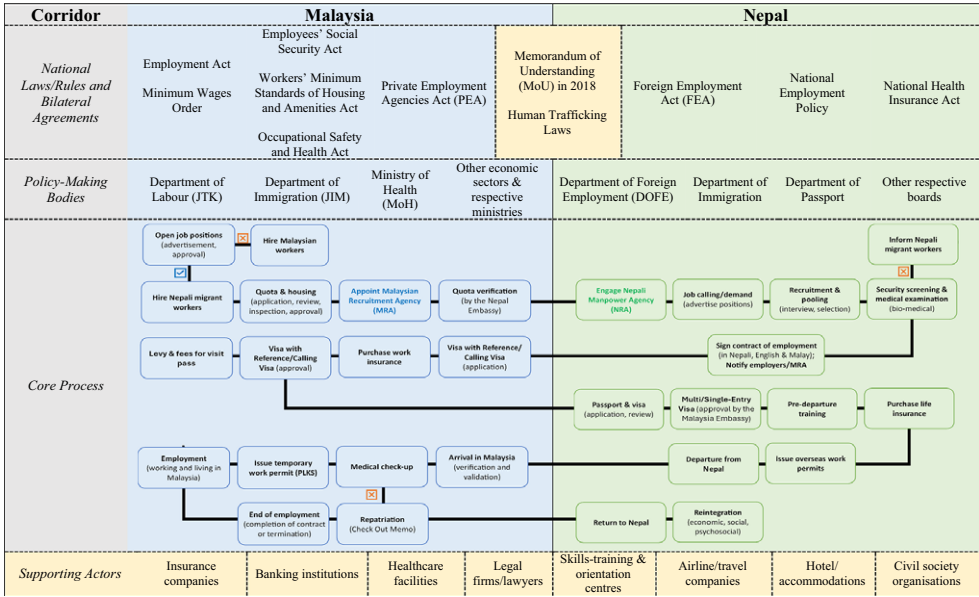 Corridor
Malaysia
Nepal
National
Laws/Rules and
Bilateral
Agreements
Employment Act
Minimum Wages
Order
Employees' Social
Security Act
Workers' Minimum
Standards of Housing
and Amenities Act
Occupational Safety
and Health Act
Private Employment
Agencies Act (PEA)
Memorandum of
Understanding
(MoU) in 2018
Human Trafficking
Laws
Foreign Employment
Act (FEA)
National
Employment
Policy
National Health
Insurance Act
Policy-Making
Bodies
Department of
Labour (JTK)
Department of
Immigration (JIM)
Ministry of
Health
(MoH)
Other economic
sectors &
respective
ministries
Department of Foreign
Employment (DOFE)
Department of
Immigration
Department of
Passport
Other respective
boards
Core Process
Open job positions
(advertisement,
approval)
Hire Malaysian
workers
Inform Nepali
migrant workers
Hire Nepali migrant
workers
Quota & housing
(application, review,
inspection, approval)
Appoint Malaysian
Recruitment Agency
(MRA)
Quota verification
(by the Nepal
Embassy)
Engage Nepali
Manpower Agency
(NRA)
Job calling/demand
(advertise positions)
Recruitment &
pooling
(interview, selection)
Security screening &
medical examination
(bio-medical)
Levy & fees for visit
pass
Visa with
Reference/Calling
Visa (approval)
Purchase work
insurance
Visa with Reference/
Calling Visa
(application)
Sign contract of employment
(in Nepali, English & Malay);
Notify employers/MRA
Passport & visa
(application, review)
Multi/Single-Entry
Visa (approval by the
Malaysia Embassy)
Pre-departure
training
Purchase life
insurance
Employment
(working and living in
Malaysia)
Issue temporary
work permit (PLKS)
Medical check-up
Arrival in Malaysia
(verification and
validation)
Departure from
Nepal
Issue overseas work
permits
End of employment
(completion of contract
or termination)
Repatriation
(Check Out Memo)
Return to Nepal
Reintegration
(economic, social,
psychosocial)
Supporting Actors
Insurance
companies
Banking institutions
Healthcare
facilities
Legal
firms/lawyers
Skills-training &
orientation
centres
Airline/travel
companies
Hotel/
accommodations
Civil society
organisations